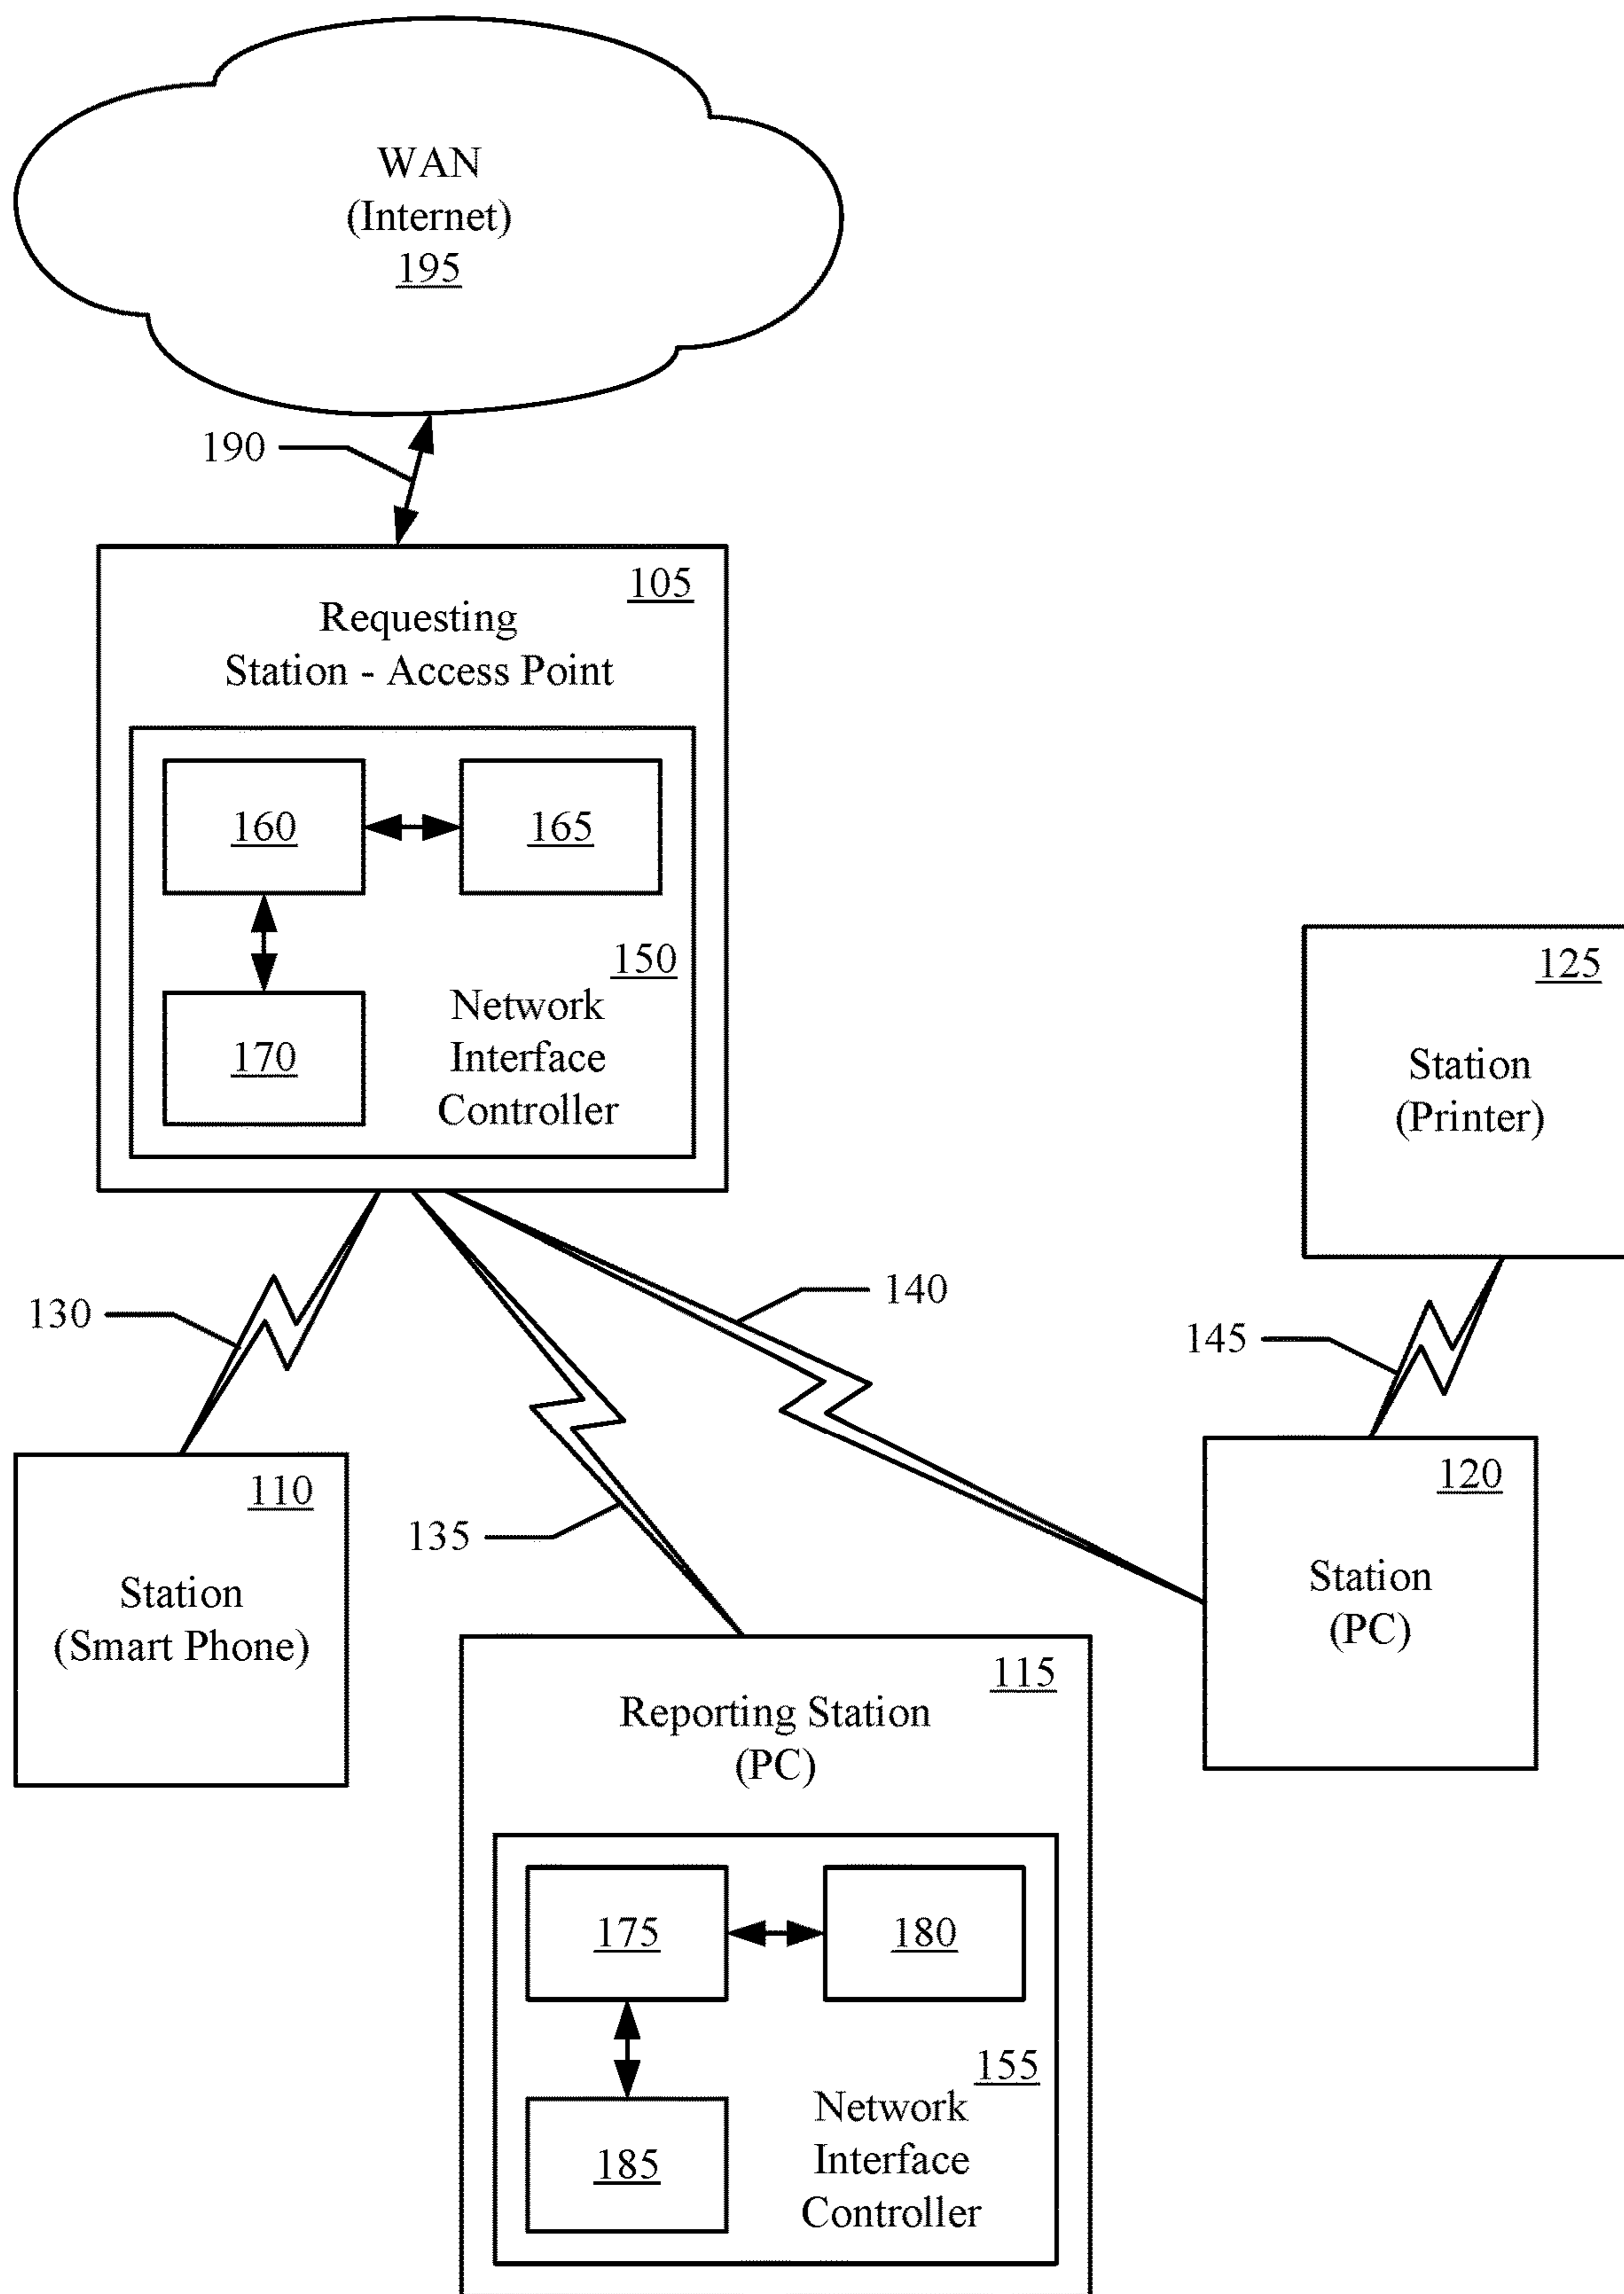 WAN
(Internet)
195
190
105
Requesting
Station - Access Point
160
165
150
170
Network
Interface
Controller
125
Station
(Printer)
130
140
145
110
Station
(Smart Phone)
135
120
Station
(PC)
115
Reporting Station
(PC)
175
180
155
185
Network
Interface
Controller